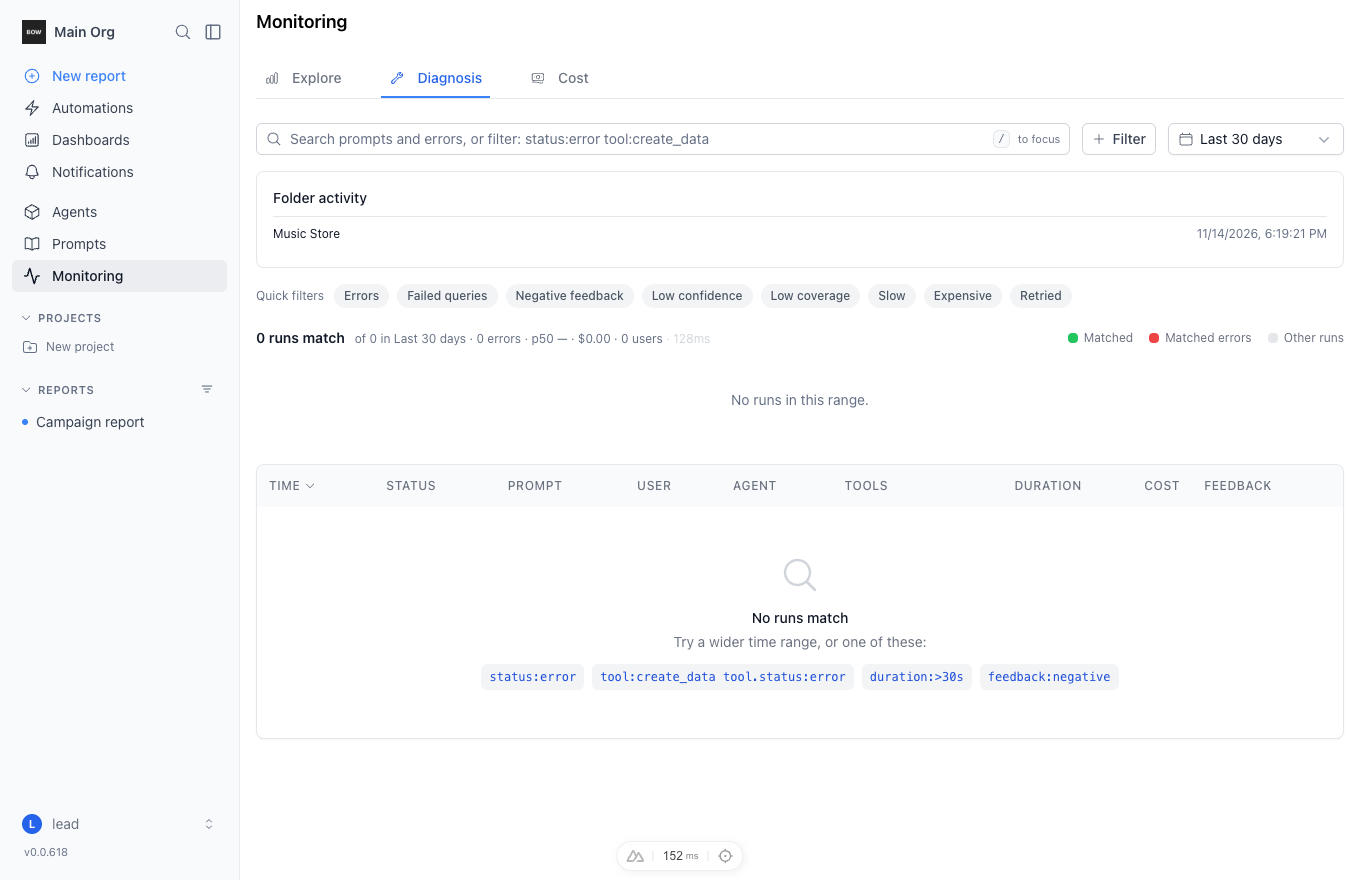 BOW Main Org
New report
Automations
Dashboards
Notifications
Agents
Prompts
Monitoring
PROJECTS
New project
REPORTS
Campaign report
L lead
v0.0.618
Monitoring
Explore Diagnosis Cost
Search prompts and errors, or filter: status:error tool:create_data / to focus + Filter Last 30 days
Folder activity
Music Store 11/14/2026, 6:19:21 PM
Quick filters Errors Failed queries Negative feedback Low confidence Low coverage Slow Expensive Retried
0 runs match of 0 in Last 30 days · 0 errors · p50 — · $0.00 · 0 users · 128ms Matched Matched errors Other runs
No runs in this range.
TIME STATUS PROMPT USER AGENT TOOLS DURATION COST FEEDBACK
No runs match
Try a wider time range, or one of these:
status:error tool:create_data tool.status:error duration:>30s feedback:negative
152 ms